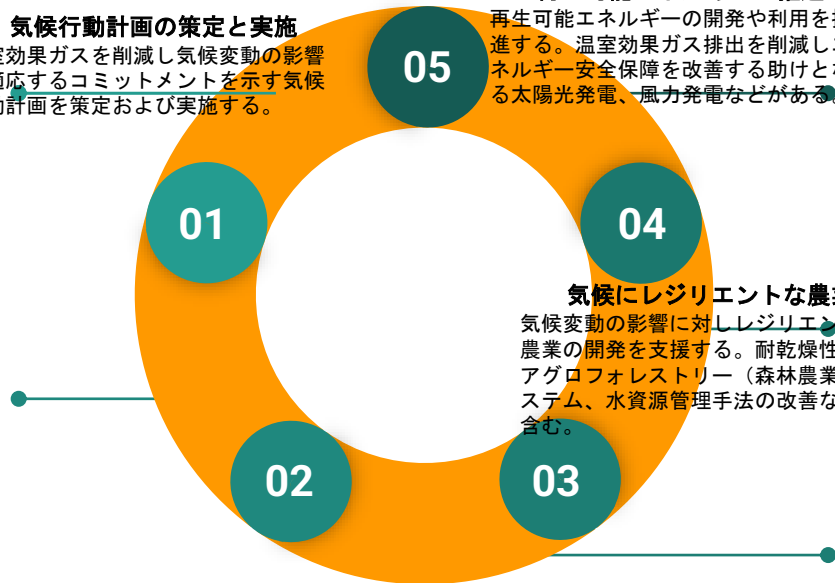 気候行動計画の策定と実施
室効果ガスを削減し気候変動の影響
適応するコミットメントを示す気候
動計画を策定および実施する。
再生可能エネルギーの開発や利用を推
進する。温室効果ガス排出を削減しエ
ネルギー安全保障を改善する助けとな
る太陽光発電、風力発電などがある。
05
01
04
気候にレジリエントな農業
気候変動の影響に対しレジリエン
農業の開発を支援する。耐乾燥性
アグロフォレストリー（森林農業
ステム、水資源管理手法の改善な
含む。
02
03